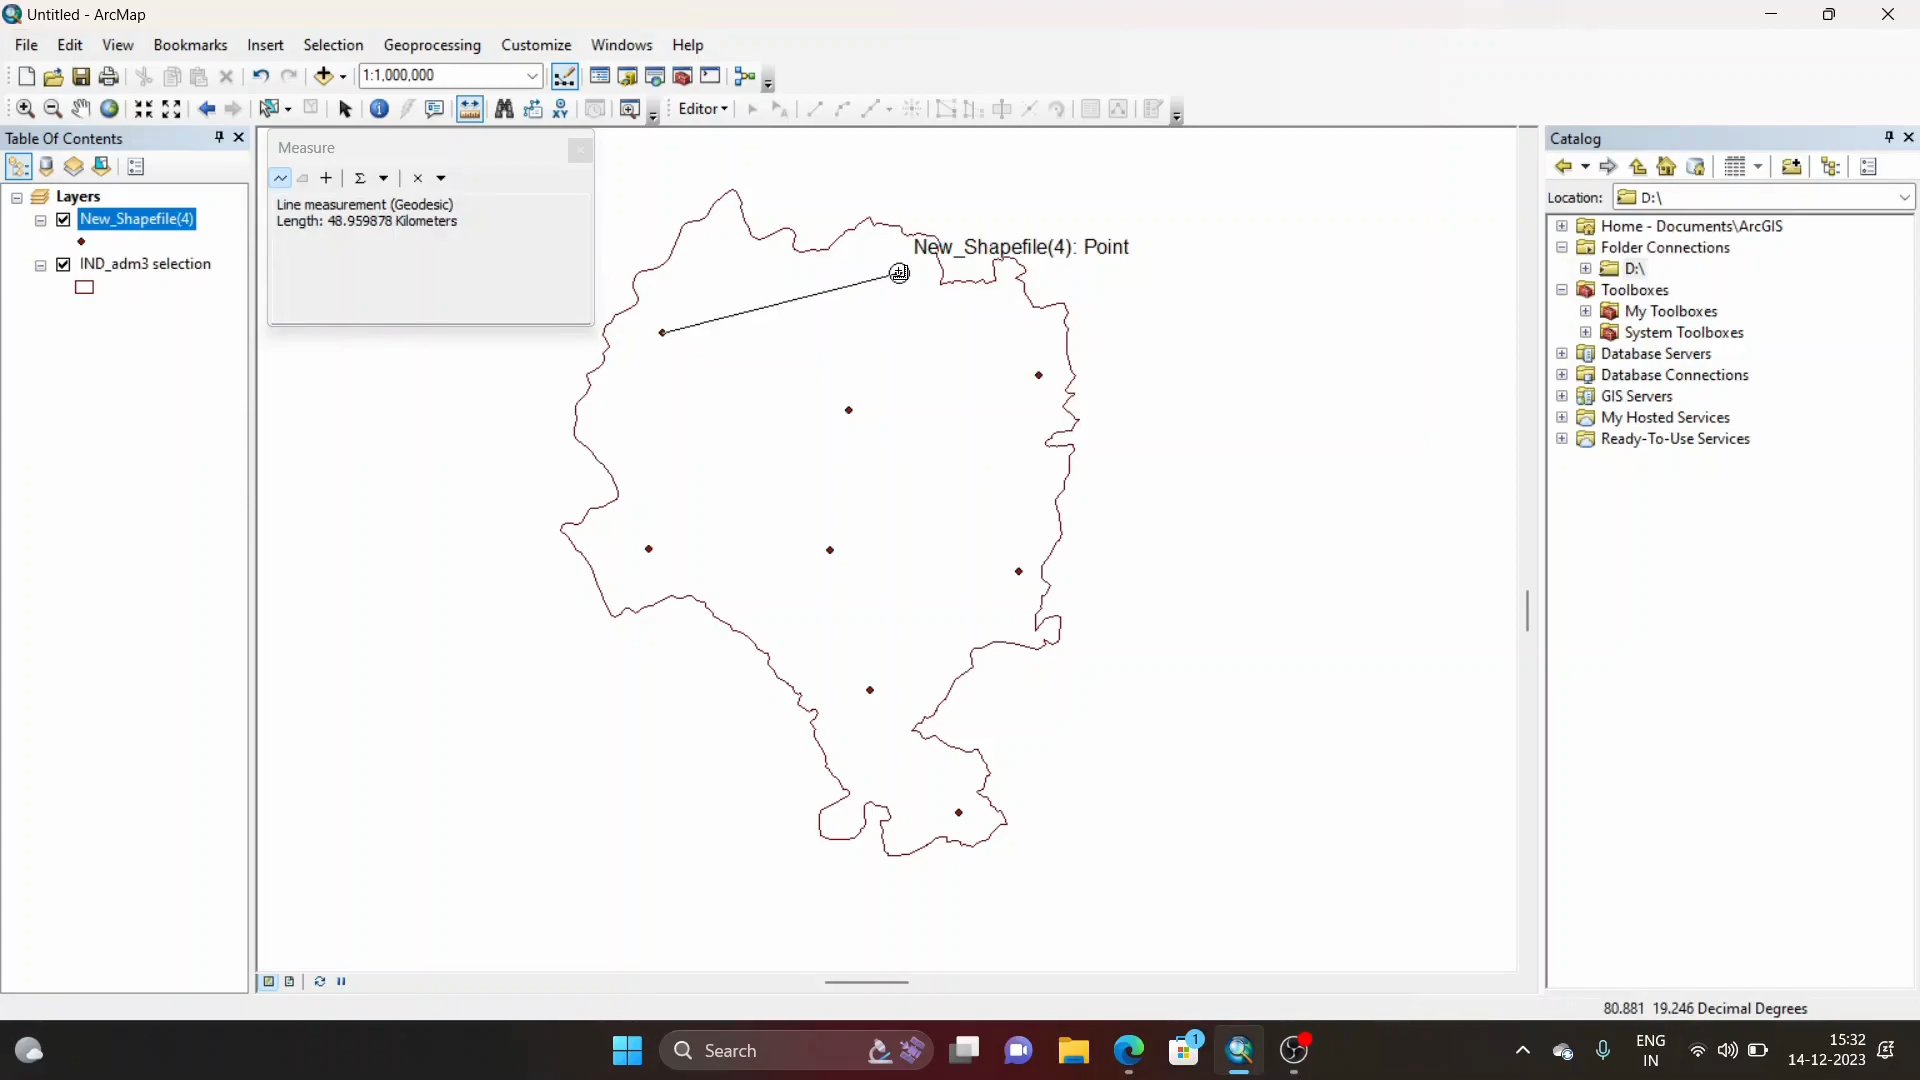 Untitled - ArcMap
File Edit View Bookmarks Insert Selection Geoprocessing Customize Windows Help
1:1,000,000
Editor
Table Of Contents
Layers
New_Shapefile(4)
IND_adm3 selection
Measure
Line measurement (Geodesic)
Length: 48.959878 Kilometers
New_Shapefile(4): Point
Catalog
Location: D:\
Home - Documents\ArcGIS
Folder Connections
D:\
Toolboxes
My Toolboxes
System Toolboxes
Database Servers
Database Connections
GIS Servers
My Hosted Services
Ready-To-Use Services
80.881 19.246 Decimal Degrees
Search
1
ENG
IN
15:32
14-12-2023